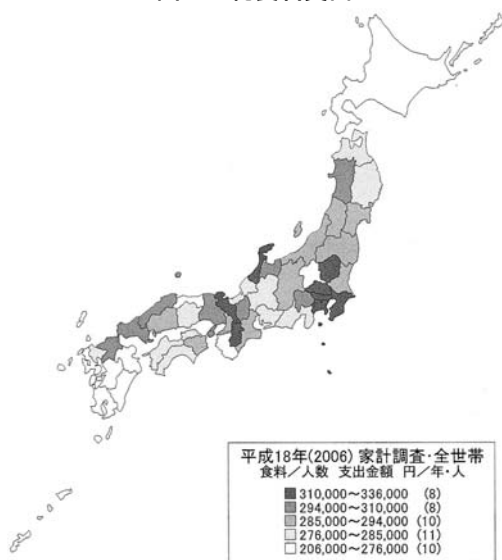 平成18年(2006) 家計調査・全世帯
食料／人数 支出金額 円／年・人
310,000～336,000 (8)
294,000～310,000 (8)
285,000～294,000 (10)
276,000～285,000 (11)
206,000～276,000 (10)